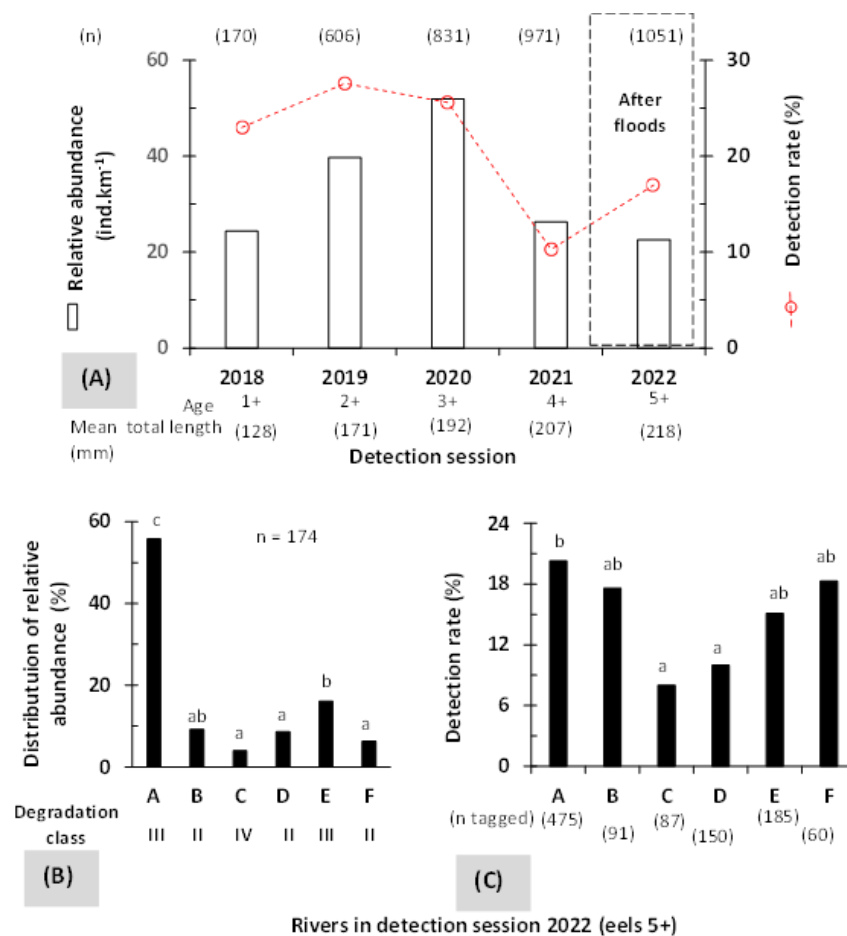 (n) (170) (606) (831) (971) (1051)
60 30
After
floods
40 20
20 10
0 0
Relative abundance
(ind.km-1)
Detection rate (%)
(A)
2018 2019 2020 2021 2022
Age 1+ 2+ 3+ 4+ 5+
Mean total length (128) (171) (192) (207) (218)
(mm)
Detection session
Distributuion of relative
abundance (%)
60
40
20
0
c
n = 174
ab a a b a
A B C D E F
Degradation
class
III II IV II III II
(B)
Detection rate (%)
24
18
12
6
0
b ab a a ab ab
A B C D E F
(n tagged) (475) (91) (87) (150) (185) (60)
(C)
Rivers in detection session 2022 (eels 5+)